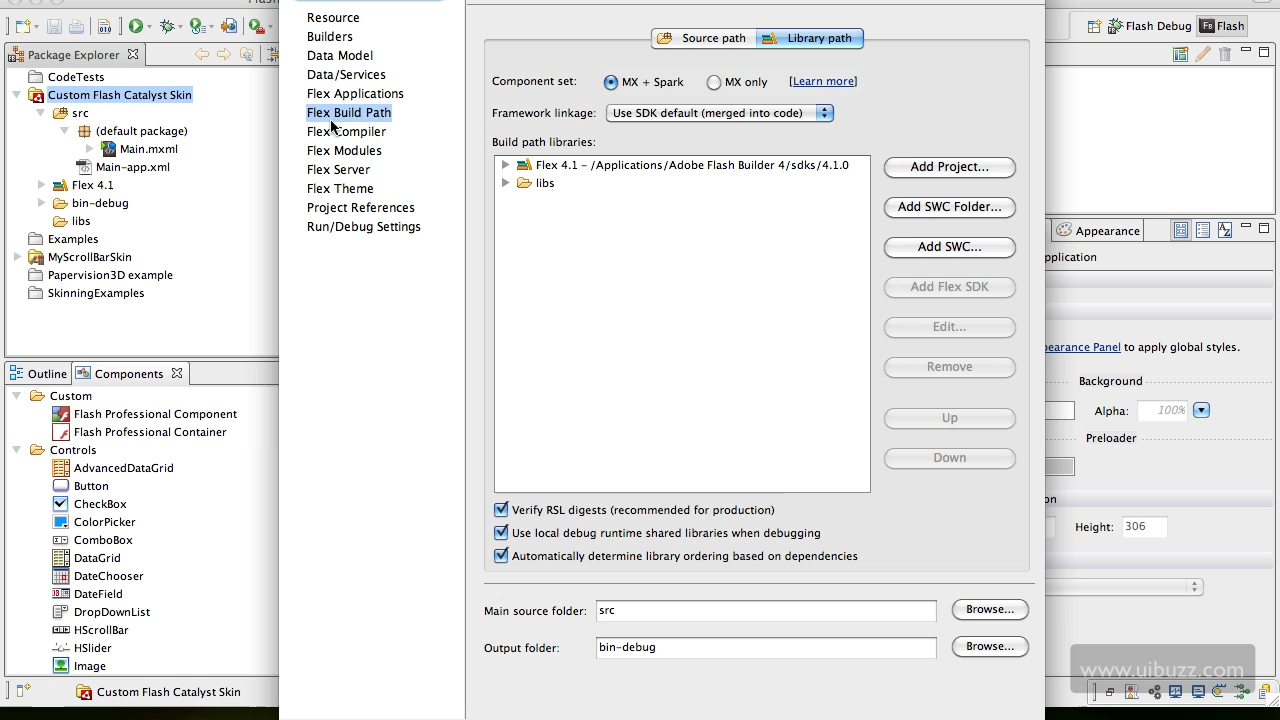 Flash Debug
Flash
Package Explorer
CodeTests
Custom Flash Catalyst Skin
src
(default package)
Main.mxml
Main-app.xml
Flex 4.1
bin-debug
libs
Examples
MyScrollBarSkin
Papervision3D example
SkinningExamples
Outline
Components
Custom
Flash Professional Component
Flash Professional Container
Controls
AdvancedDataGrid
Button
CheckBox
ColorPicker
ComboBox
DataGrid
DateChooser
DateField
DropDownList
HScrollBar
HSlider
Image
Custom Flash Catalyst Skin
Resource
Builders
Data Model
Data/Services
Flex Applications
Flex Build Path
Flex Compiler
Flex Modules
Flex Server
Flex Theme
Project References
Run/Debug Settings
Source path
Library path
Component set:
MX + Spark
MX only
[Learn more]
Framework linkage:
Use SDK default (merged into code)
Build path libraries:
Flex 4.1 - /Applications/Adobe Flash Builder 4/sdks/4.1.0
libs
Add Project...
Add SWC Folder...
Add SWC...
Add Flex SDK
Edit...
Remove
Up
Down
Verify RSL digests (recommended for production)
Use local debug runtime shared libraries when debugging
Automatically determine library ordering based on dependencies
Main source folder:
src
Browse...
Output folder:
bin-debug
Browse...
Appearance
pplication
pearance Panel to apply global styles.
Background
Alpha:
100%
Preloader
on
Height:
306
www.uibuzz.com